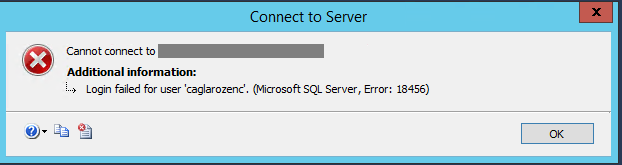 Connect to Server
x
Cannot connect to
Additional information:
Login failed for user 'caglarozenc'. (Microsoft SQL Server, Error: 18456)
OK